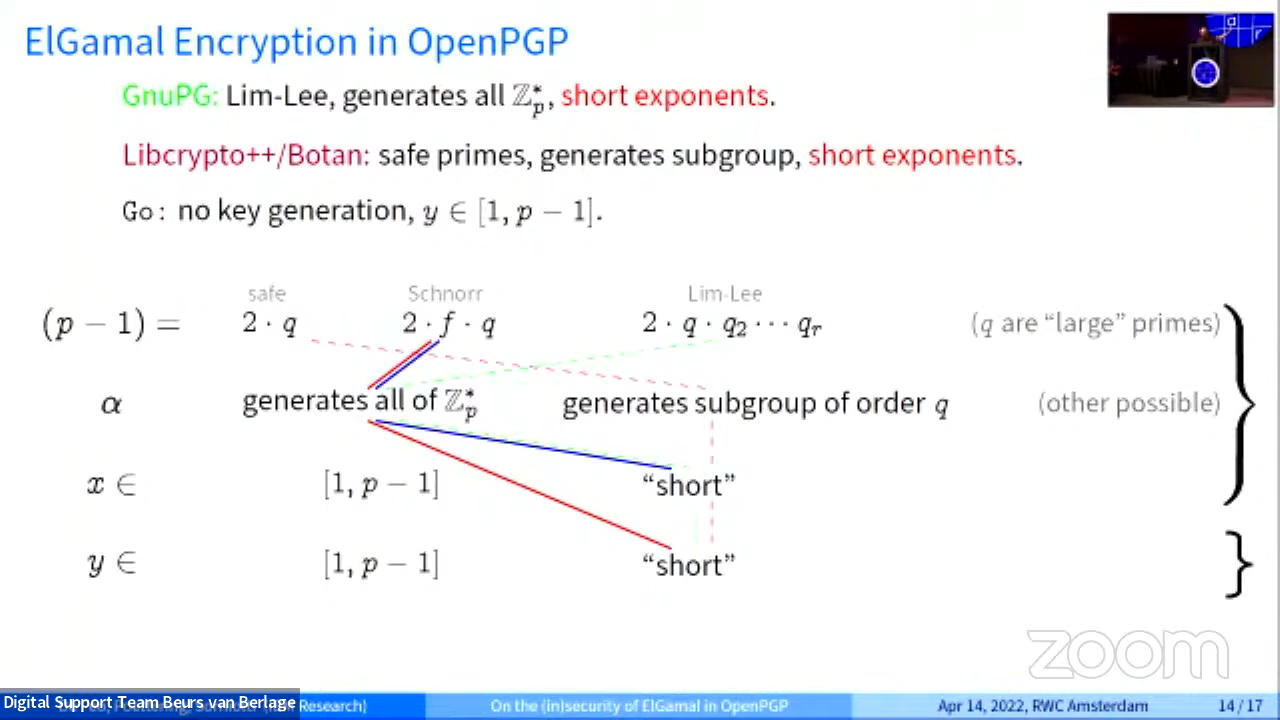 ElGamal Encryption in OpenPGP
GnuPG: Lim-Lee, generates all ℤ*ₚ, short exponents.
Libcrypto++/Botan: safe primes, generates subgroup, short exponents.
Go: no key generation, y ∈ [1, p − 1].
safe Schnorr Lim-Lee
(p − 1) = 2 · q 2 · f · q 2 · q · q₂ ⋯ qᵣ (q are “large” primes)
α generates all of ℤ*ₚ generates subgroup of order q (other possible)
x ∈ [1, p − 1] “short”
y ∈ [1, p − 1] “short”
zoom
Digital Support Team Beurs van Berlage
Research) On the (in)security of ElGamal in OpenPGP Apr 14, 2022, RWC Amsterdam 14 / 17